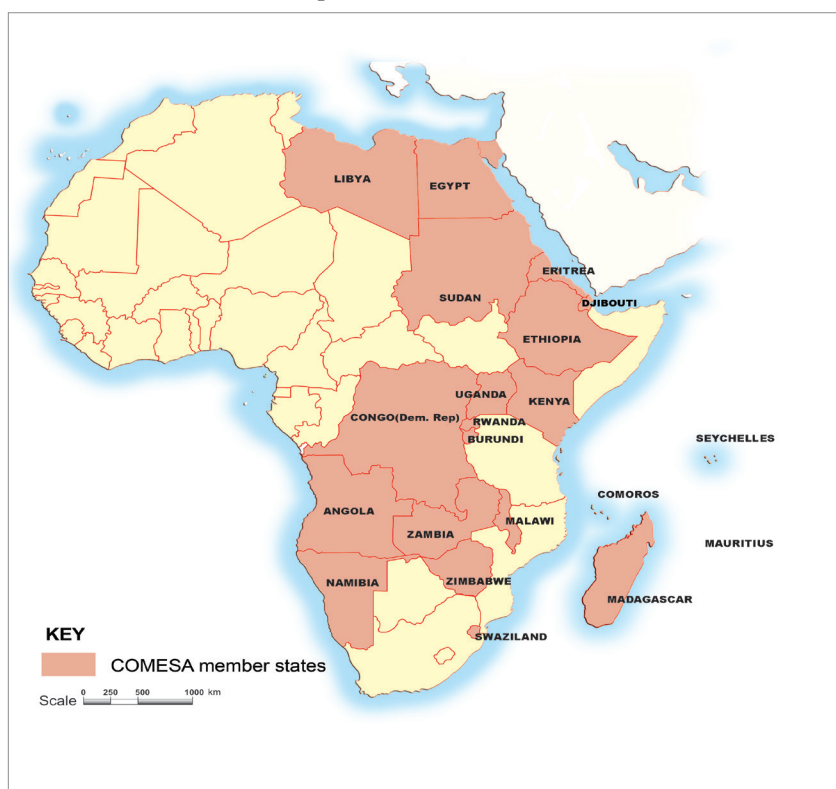 LIBYA
EGYPT
ERITREA
SUDAN
DJIBOUTI
ETHIOPIA
UGANDA
KENYA
CONGO(Dem. Rep)
RWANDA
BURUNDI
SEYCHELLES
COMOROS
ANGOLA
MALAWI
ZAMBIA
MAURITIUS
NAMIBIA
ZIMBABWE
MADAGASCAR
KEY
SWAZILAND
COMESA member states
Scale 0 250 500 1000 km